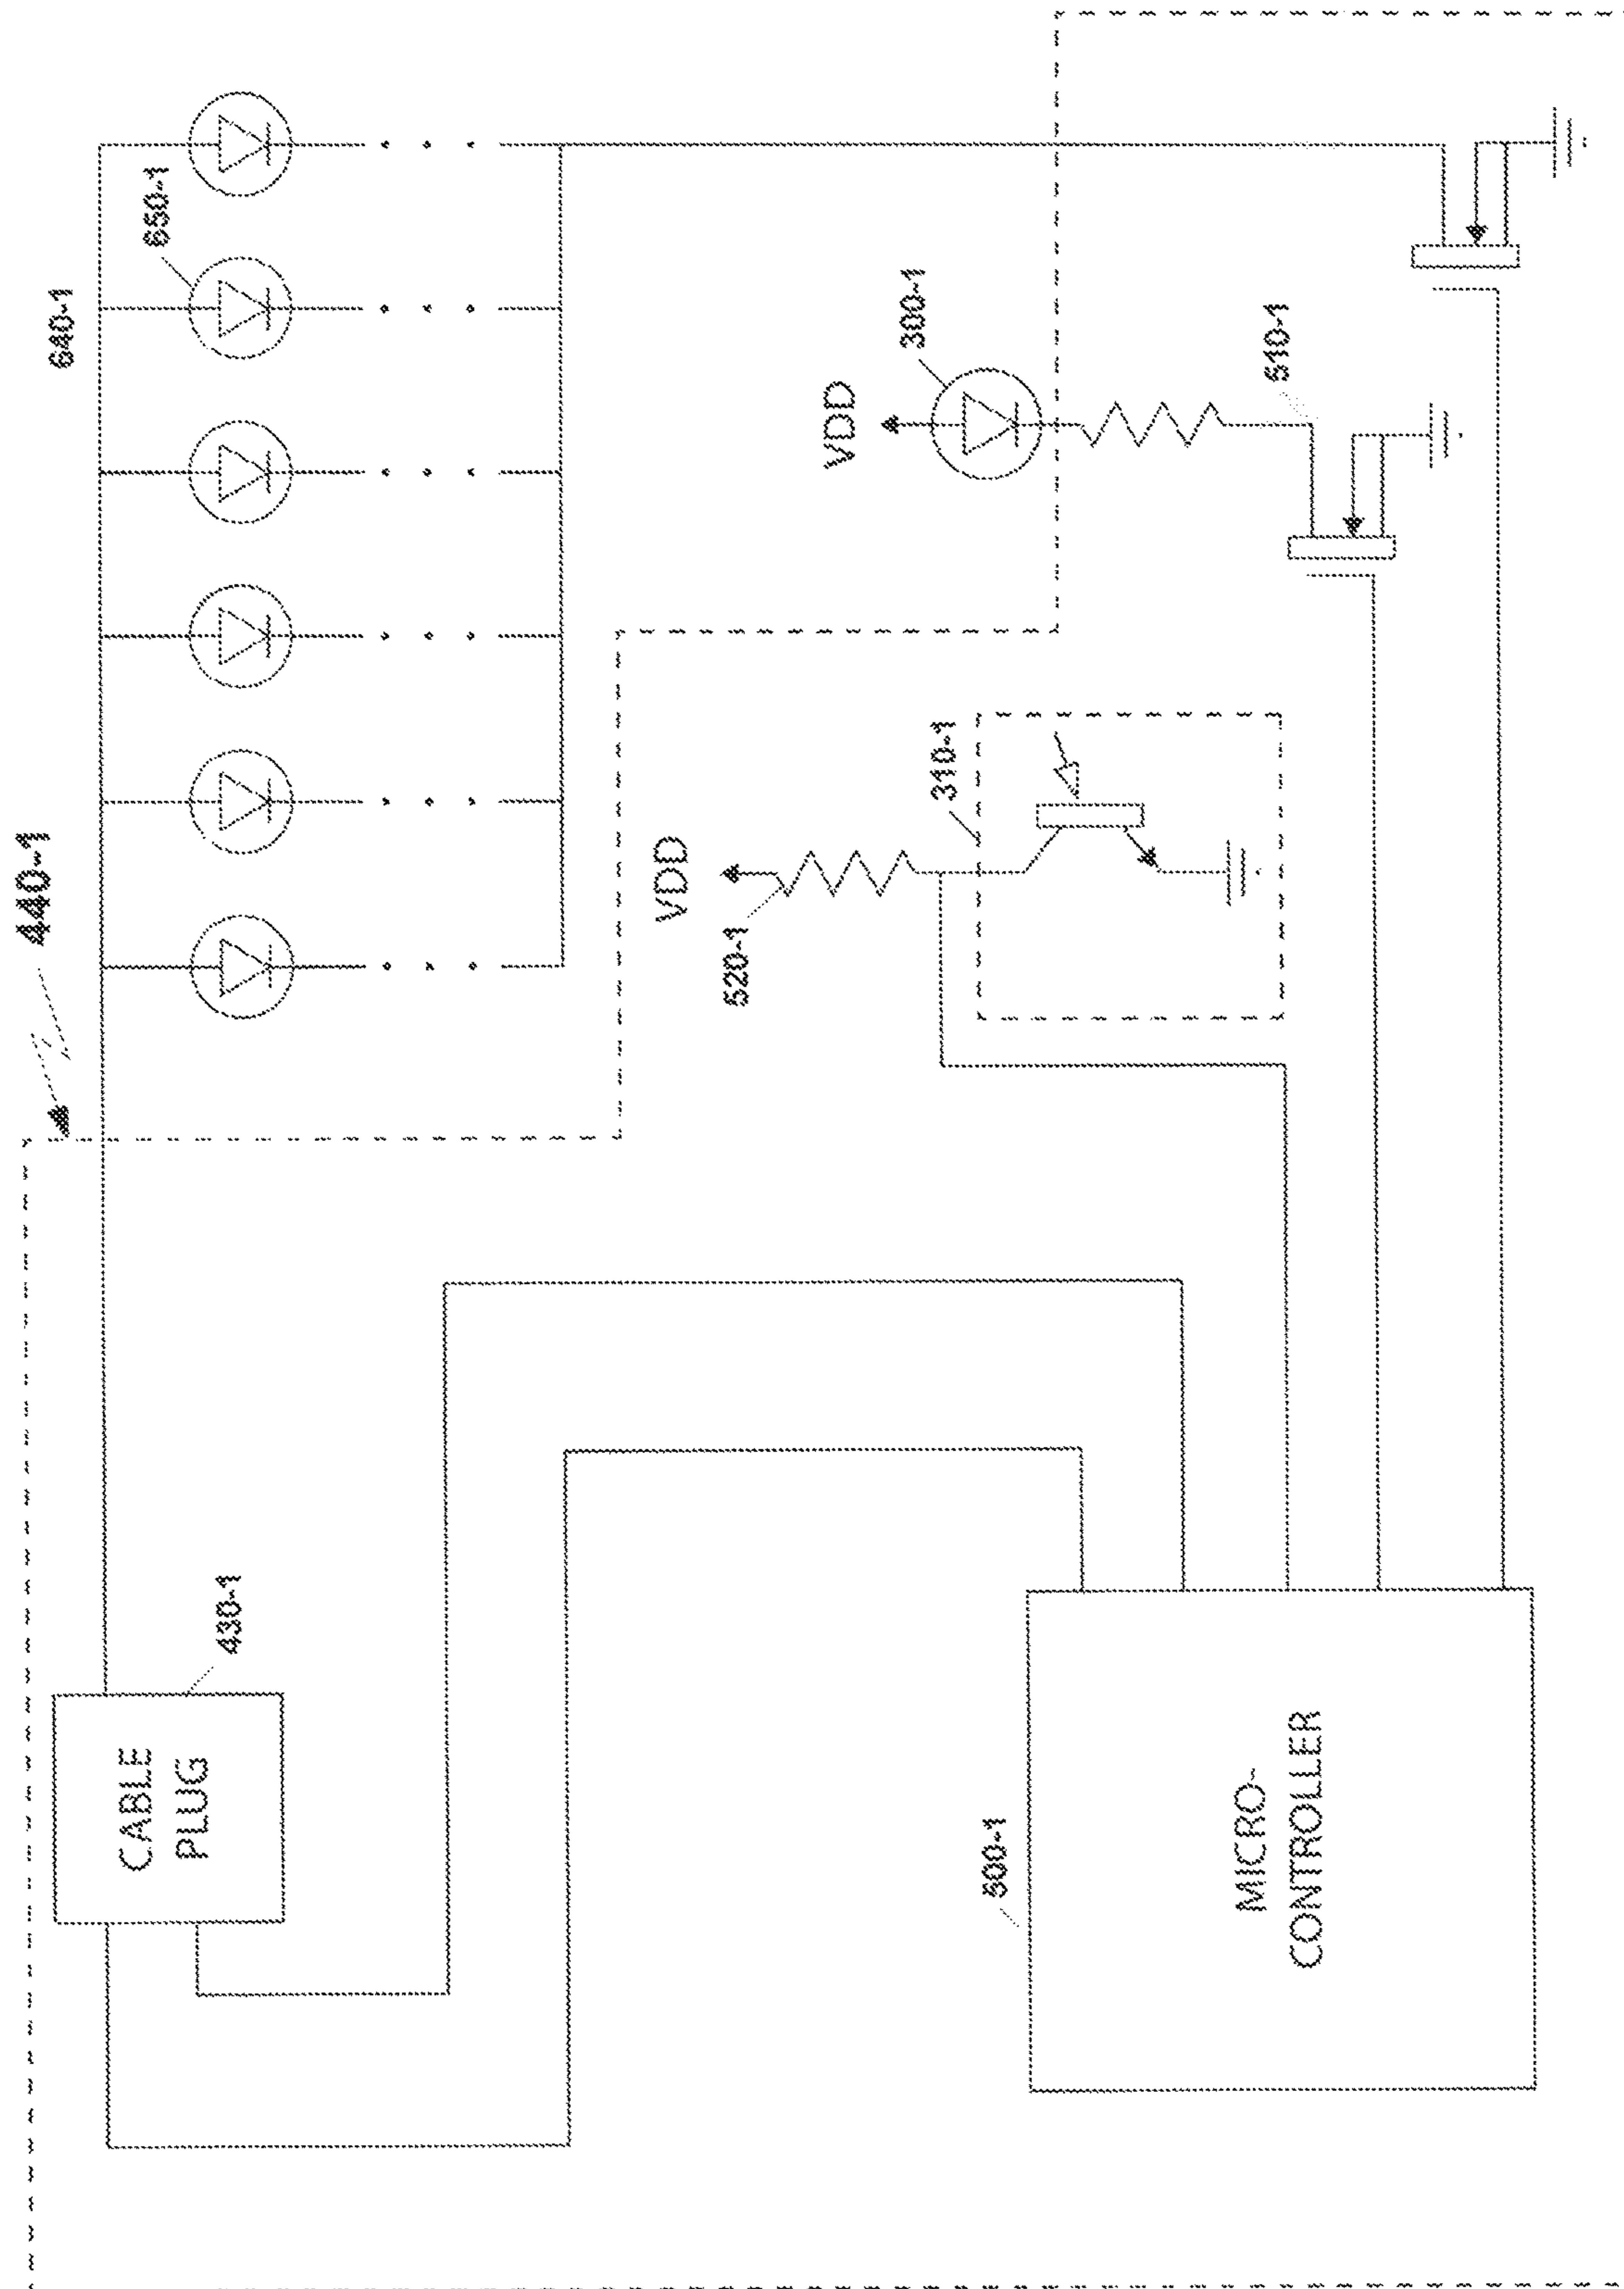 440-1
640-1
CABLE
PLUG
650-1
430-1
VDD
520-1
VDD
300-1
310-1
500-1
MICRO-
CONTROLLER
510-1